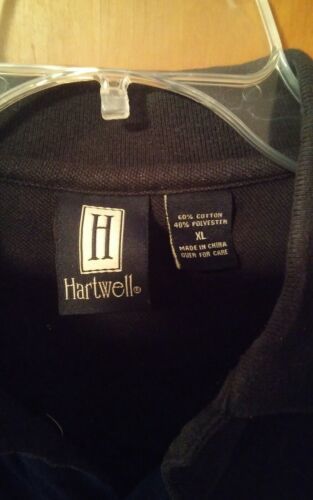 H
Hartwell®
60% COTTON
40% POLYESTER
XL
MADE IN CHINA
OVER FOR CARE